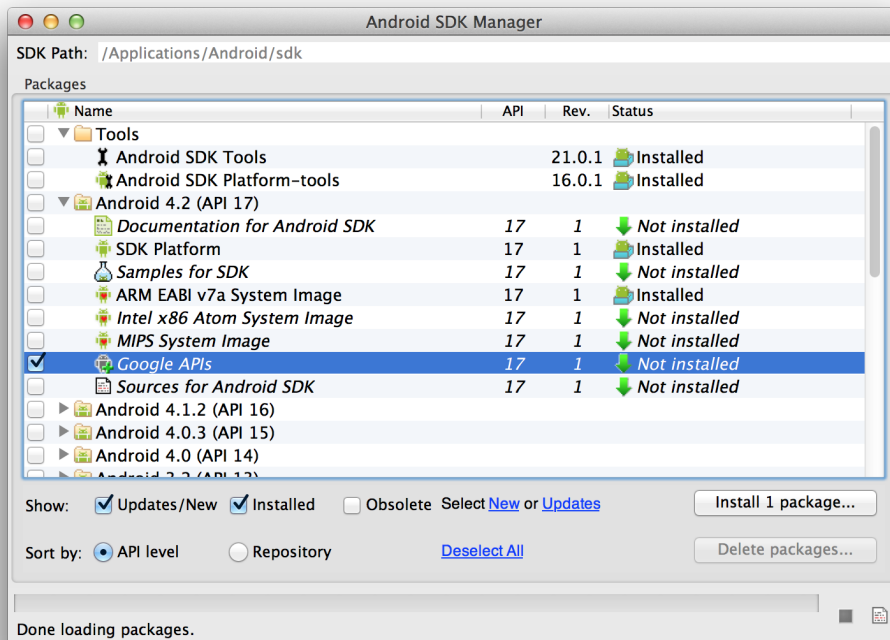 Android SDK Manager
SDK Path: /Applications/Android/sdk
Packages
Name API Rev. Status
Tools
Android SDK Tools 21.0.1 Installed
Android SDK Platform-tools 16.0.1 Installed
Android 4.2 (API 17)
Documentation for Android SDK 17 1 Not installed
SDK Platform 17 1 Installed
Samples for SDK 17 1 Not installed
ARM EABI v7a System Image 17 1 Installed
Intel x86 Atom System Image 17 1 Not installed
MIPS System Image 17 1 Not installed
Google APIs 17 1 Not installed
Sources for Android SDK 17 1 Not installed
Android 4.1.2 (API 16)
Android 4.0.3 (API 15)
Android 4.0 (API 14)
Android 3.2 (API 13)
Show: Updates/New Installed Obsolete Select New or Updates Install 1 package...
Sort by: API level Repository Deselect All Delete packages...
Done loading packages.